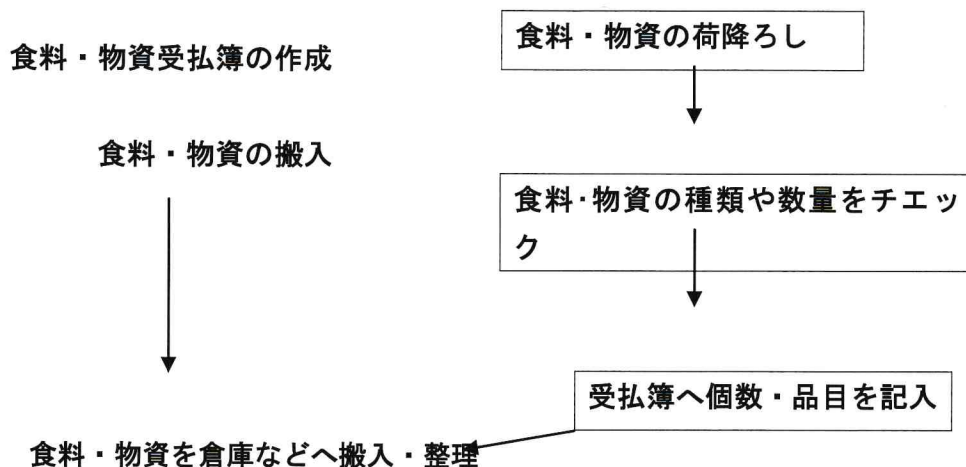 食料・物資受払簿の作成
食料・物資の搬入
食料・物資の荷降ろし
食料・物資の種類や数量をチエッ
ク
受払簿へ個数・品目を記入
食料・物資を倉庫などへ搬入・整理